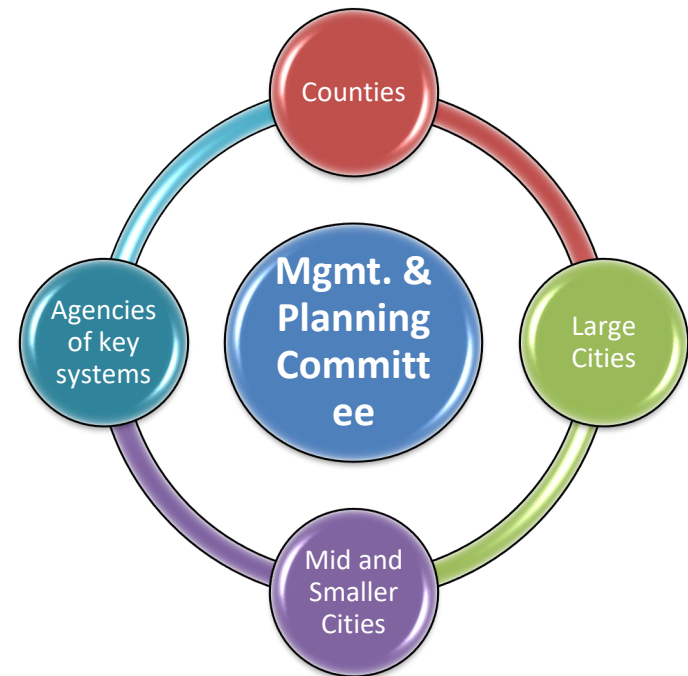 Counties
Mgmt. &
Planning
Committ
ee
Agencies
of key
systems
Large
Cities
Mid and
Smaller
Cities